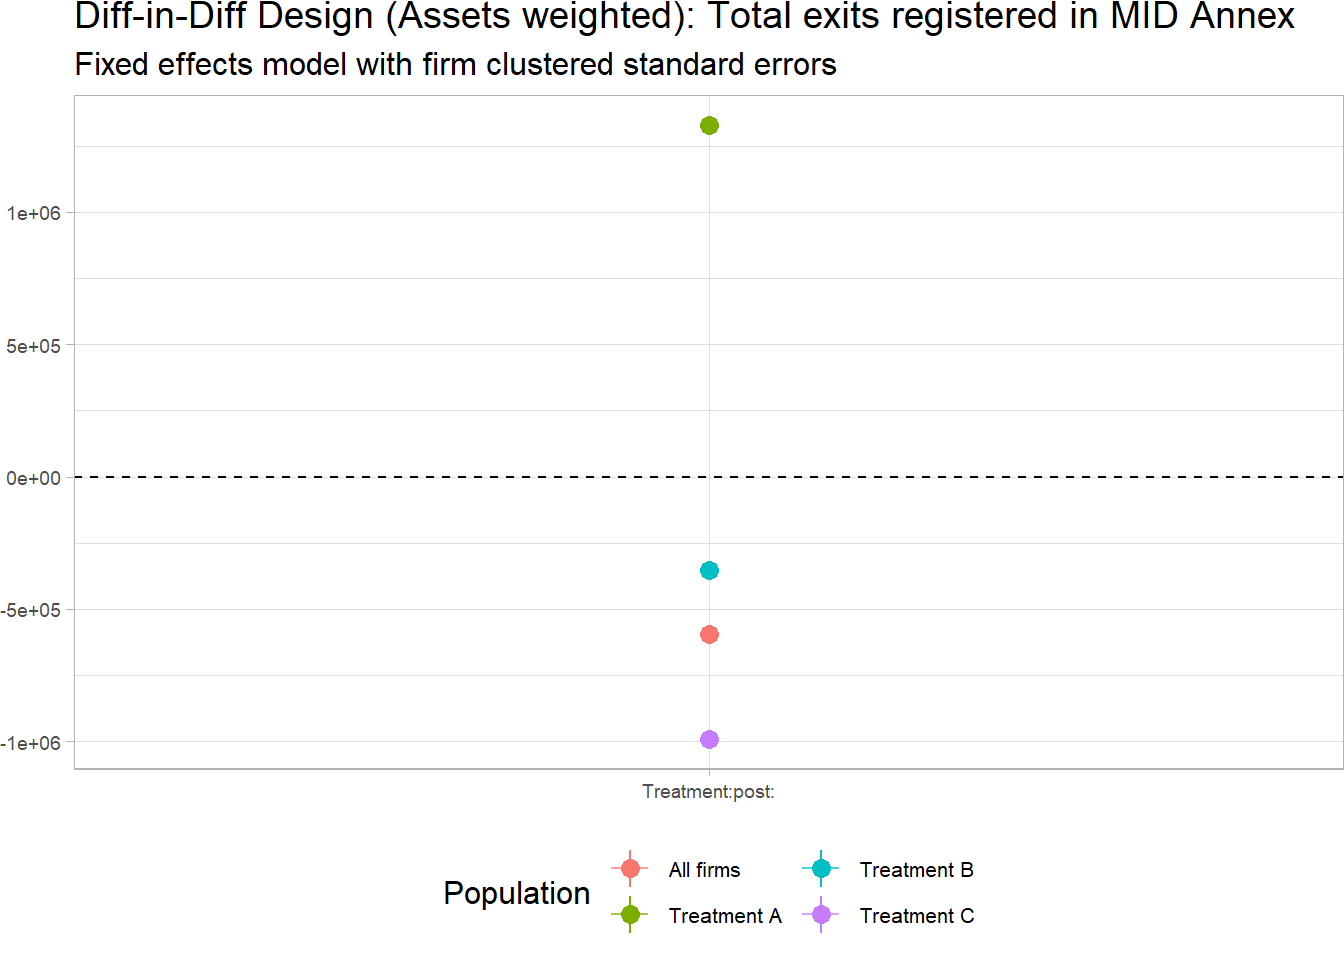 Diff-in-Diff Design (Assets weighted): Total exits registered in MID Annex
Fixed effects model with firm clustered standard errors
1e+06
5e+05
0e+00
-5e+05
-1e+06
Treatment:post:
Population
All firms
Treatment B
Treatment A
Treatment C